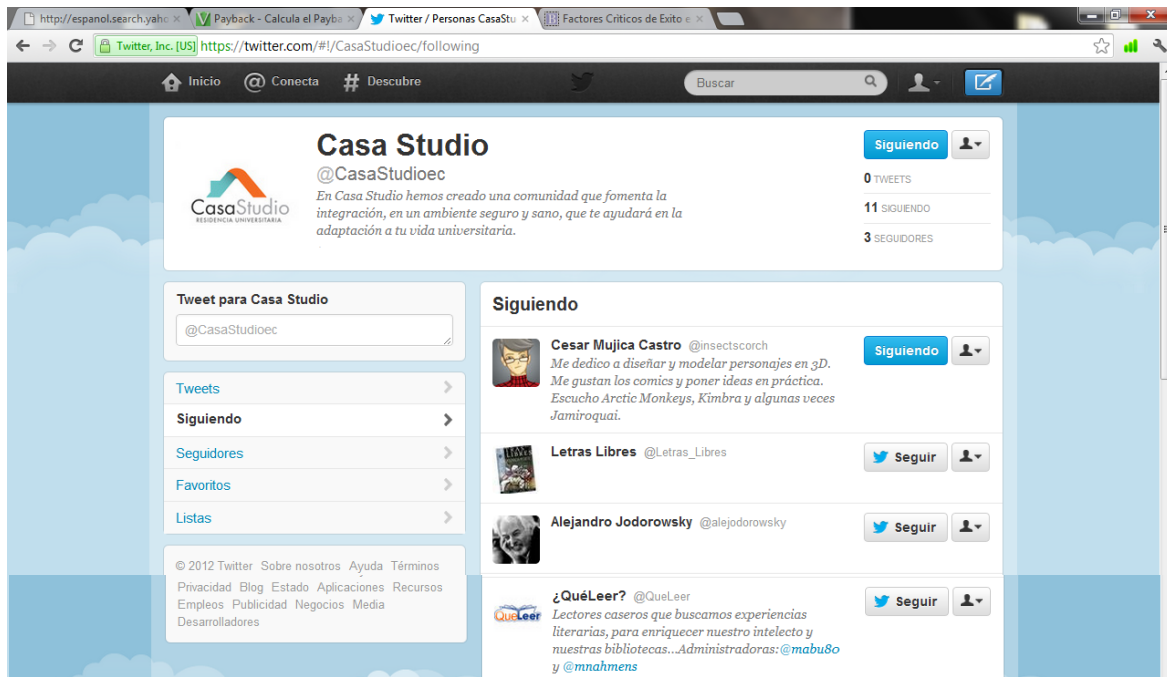 http://espanol.search.yaho
Payback - Calcula el Payba
Twitter / Personas CasaStu
Factores Criticos de Exito e
Twitter, Inc. [US] https://twitter.com/#!/CasaStudioec/following
Inicio @ Conecta # Descubre
Buscar
Casa Studio
@CasaStudioec
En Casa Studio hemos creado una comunidad que fomenta la
integración, en un ambiente seguro y sano, que te ayudará en la
adaptación a tu vida universitaria.
CasaStudio
RESIDENCIA UNIVERSITARIA
Siguiendo
0 TWEETS
11 SIGUIENDO
3 SEGUIDORES
Tweet para Casa Studio
@CasaStudioec
Tweets
Siguiendo
Seguidores
Favoritos
Listas
© 2012 Twitter Sobre nosotros Ayuda Términos
Privacidad Blog Estado Aplicaciones Recursos
Empleos Publicidad Negocios Media
Desarrolladores
Siguiendo
Cesar Mujica Castro @insectscorch
Me dedico a diseñar y modelar personajes en 3D.
Me gustan los comics y poner ideas en práctica.
Escucho Arctic Monkeys, Kimbra y algunas veces
Jamiroquai.
Siguiendo
Letras Libres @Letras_Libres
Seguir
Alejandro Jodorowsky @alejodorowsky
Seguir
¿QuéLeer? @QueLeer
Lectores caseros que buscamos experiencias
literarias, para enriquecer nuestro intelecto y
nuestras bibliotecas...Administradoras:@mabu80
y @mnahmens
QueLeer
Seguir